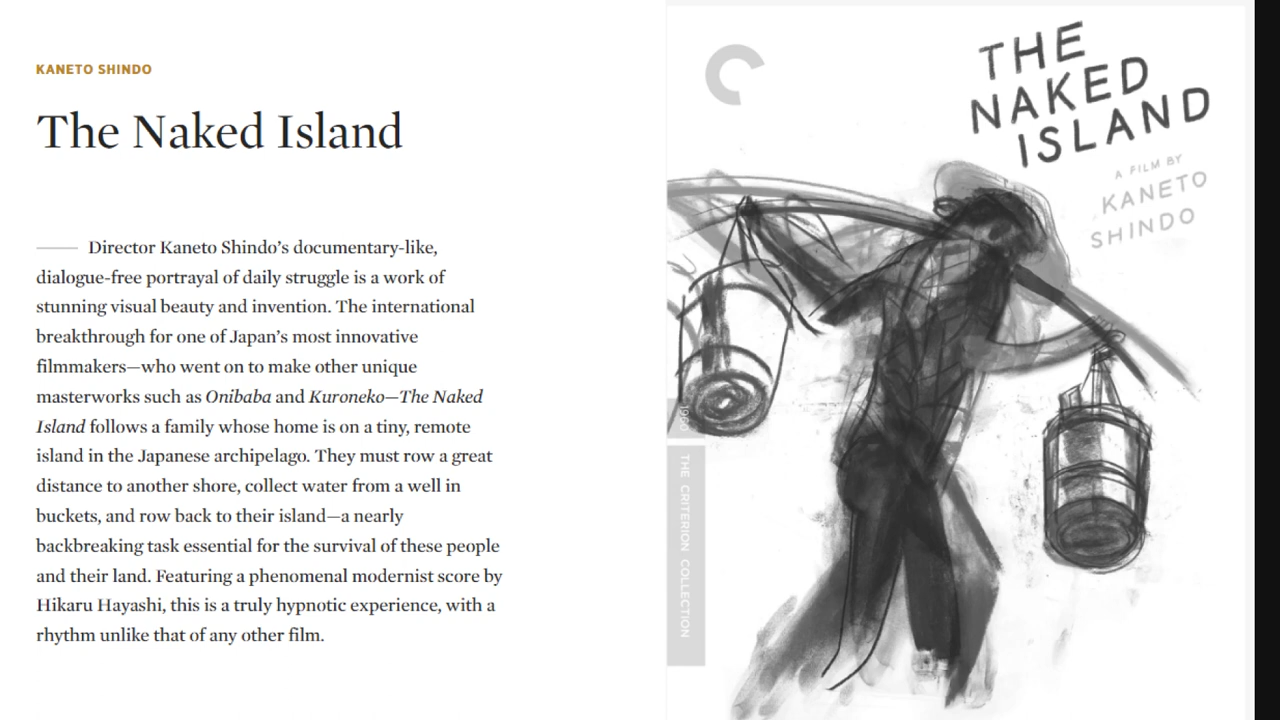 KANETO SHINDO
The Naked Island
Director Kaneto Shindo’s documentary-like,
dialogue-free portrayal of daily struggle is a work of
stunning visual beauty and invention. The international
breakthrough for one of Japan’s most innovative
filmmakers—who went on to make other unique
masterworks such as Onibaba and Kuroneko—The Naked
Island follows a family whose home is on a tiny, remote
island in the Japanese archipelago. They must row a great
distance to another shore, collect water from a well in
buckets, and row back to their island—a nearly
backbreaking task essential for the survival of these people
and their land. Featuring a phenomenal modernist score by
Hikaru Hayashi, this is a truly hypnotic experience, with a
rhythm unlike that of any other film.
THE
NAKED
ISLAND
A FILM BY
KANETO
SHINDO
1960
THE CRITERION COLLECTION